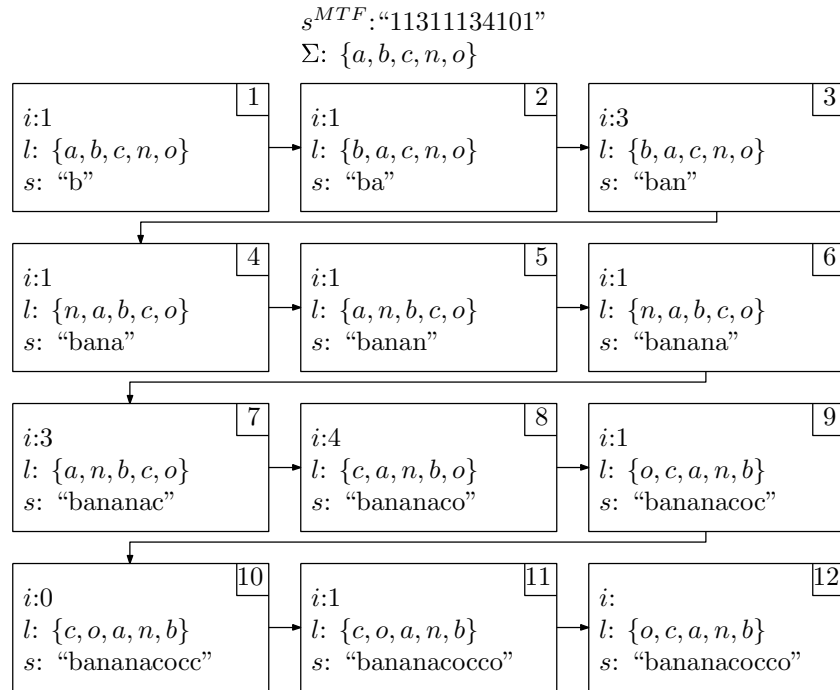 s^MTF:“11311134101”
Σ: {a, b, c, n, o}
1
i:1
l: {a, b, c, n, o}
s: “b”
2
i:1
l: {b, a, c, n, o}
s: “ba”
3
i:3
l: {b, a, c, n, o}
s: “ban”
4
i:1
l: {n, a, b, c, o}
s: “bana”
5
i:1
l: {a, n, b, c, o}
s: “banan”
6
i:1
l: {n, a, b, c, o}
s: “banana”
7
i:3
l: {a, n, b, c, o}
s: “bananac”
8
i:4
l: {c, a, n, b, o}
s: “bananaco”
9
i:1
l: {o, c, a, n, b}
s: “bananacoc”
10
i:0
l: {c, o, a, n, b}
s: “bananacocc”
11
i:1
l: {c, o, a, n, b}
s: “bananacocco”
12
i:
l: {o, c, a, n, b}
s: “bananacocco”